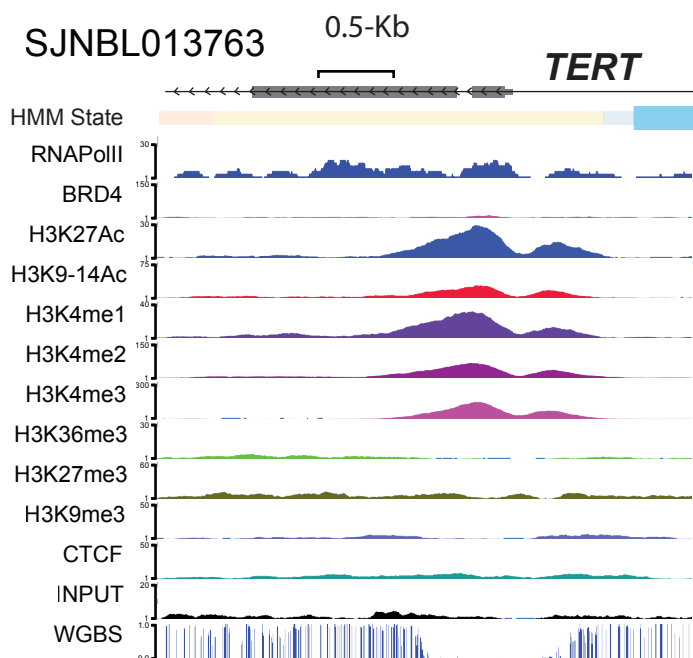 SJNBL013763
0.5-Kb
TERT
HMM State
RNAPolII
30
1
BRD4
150
1
H3K27Ac
30
1
H3K9-14Ac
75
1
H3K4me1
40
1
H3K4me2
150
1
H3K4me3
300
1
H3K36me3
30
1
H3K27me3
60
1
H3K9me3
50
1
CTCF
50
1
INPUT
20
1
WGBS
1.0
0.0